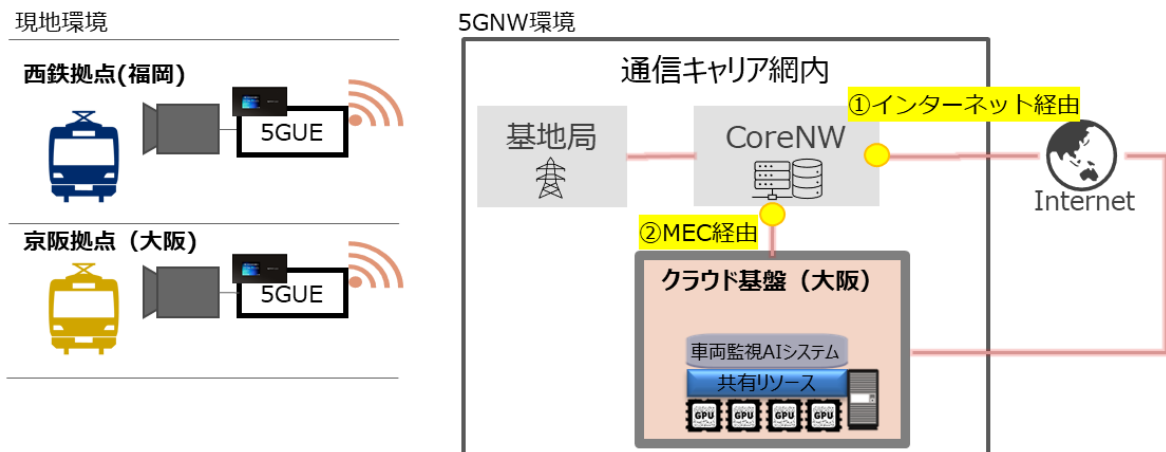 現地環境
西鉄拠点(福岡)
5GUE
京阪拠点（大阪)
5GUE
5GNW環境
通信キャリア網内
①インターネット経由
基地局
CoreNW
Internet
②MEC経由
クラウド基盤（大阪）
車両監視AIシステム
共有リソース
GPU GPU GPU GPU